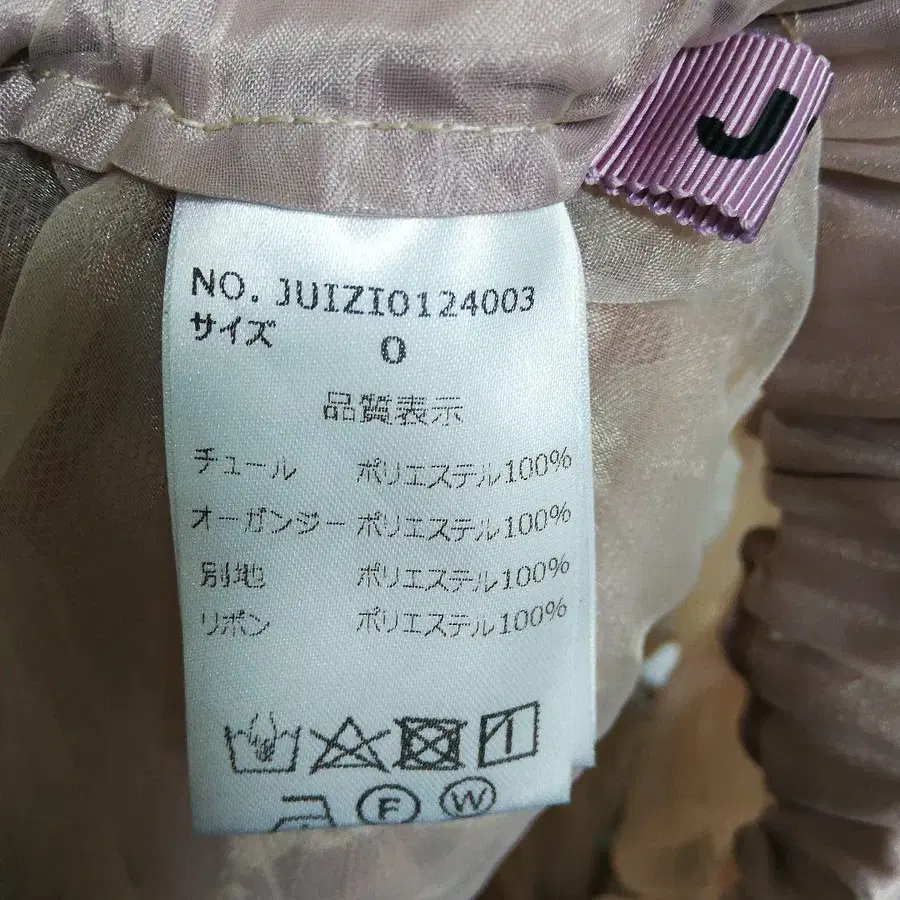 J
NO. JUIZI0124003
サイズ 0
品質表示
チュール ポリエステル100%
オーガンジー ポリエステル100%
別地 ポリエステル100%
リボン ポリエステル100%
F W